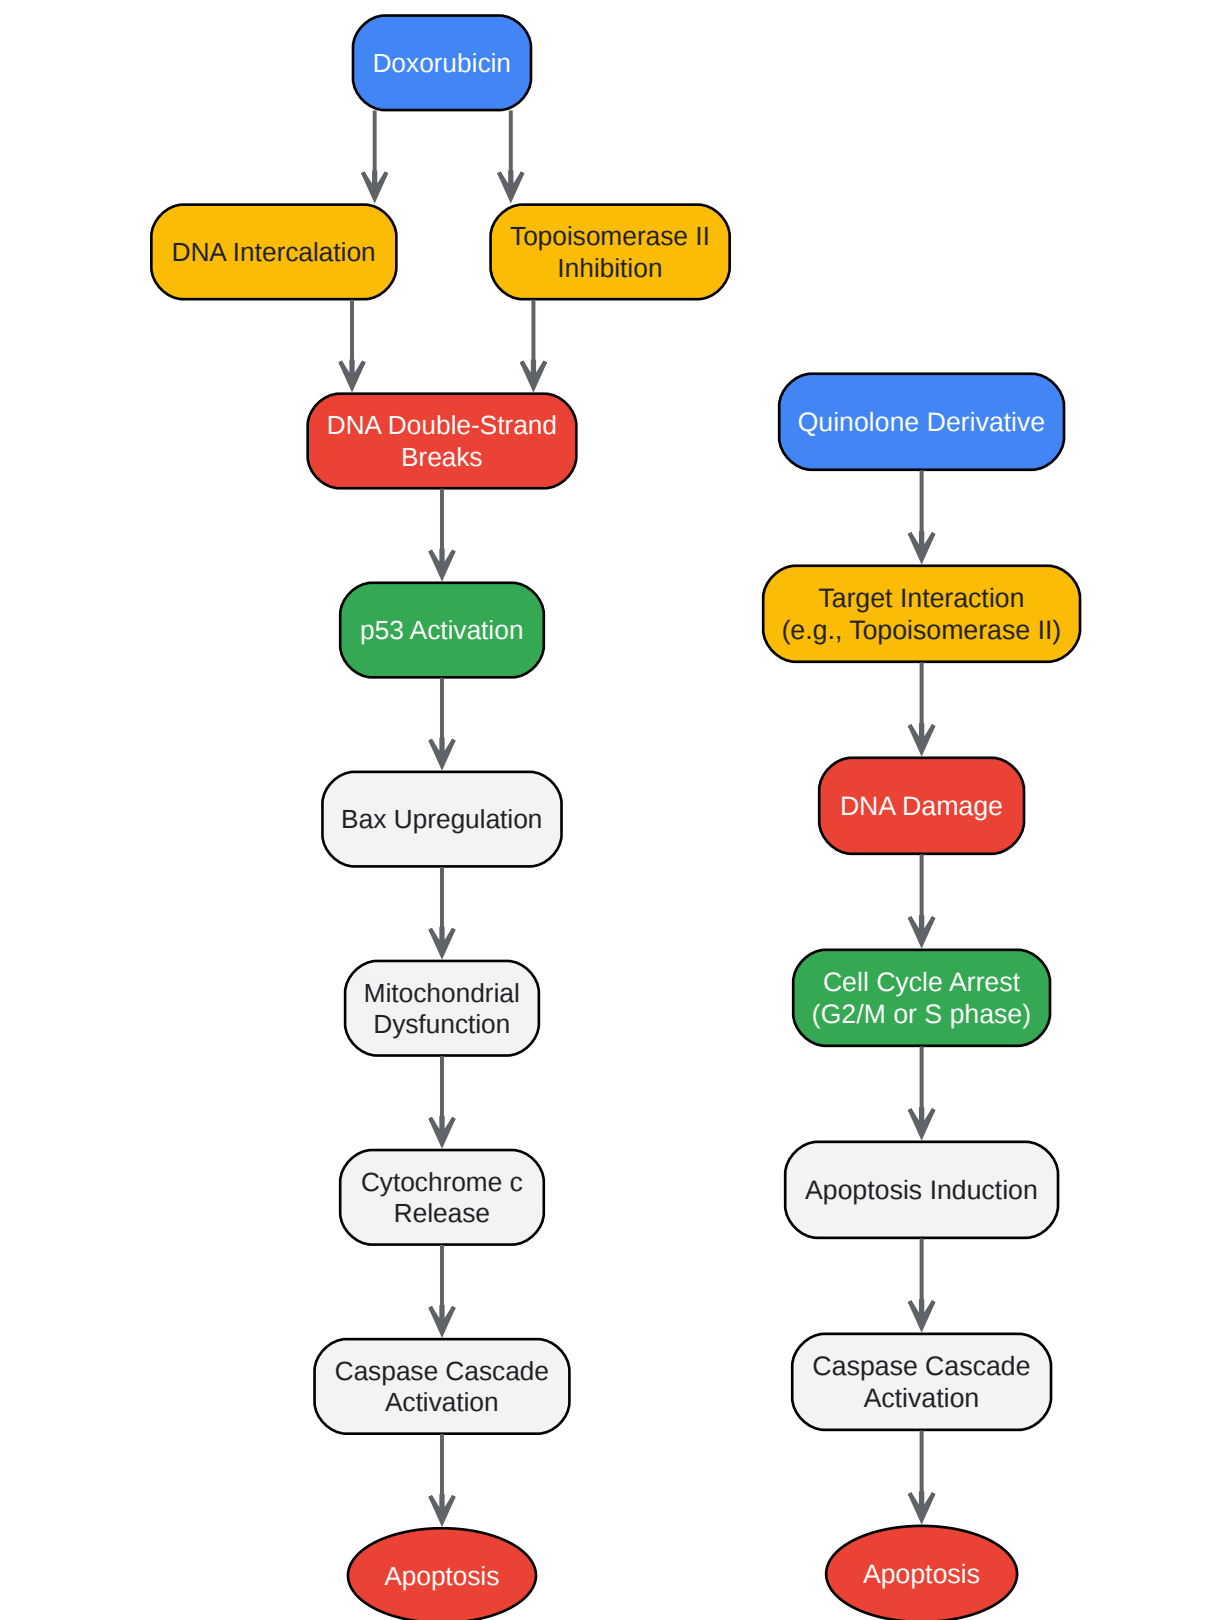 Doxorubicin
DNA Intercalation
Topoisomerase II
Inhibition
DNA Double-Strand
Breaks
p53 Activation
Bax Upregulation
Mitochondrial
Dysfunction
Cytochrome c
Release
Caspase Cascade
Activation
Apoptosis
Quinolone Derivative
Target Interaction
(e.g., Topoisomerase II)
DNA Damage
Cell Cycle Arrest
(G2/M or S phase)
Apoptosis Induction
Caspase Cascade
Activation
Apoptosis